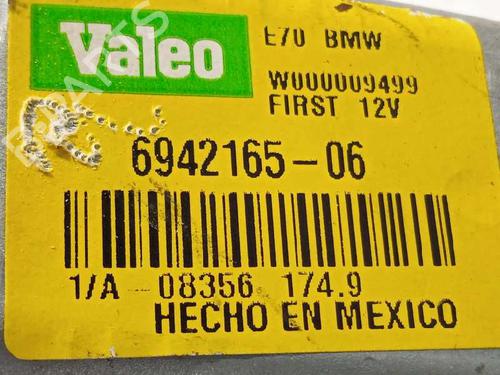 Valeo
E70 BMW
W000009499
FIRST 12V
6942165-06
1/A 08356 174.9
HECHO EN MEXICO